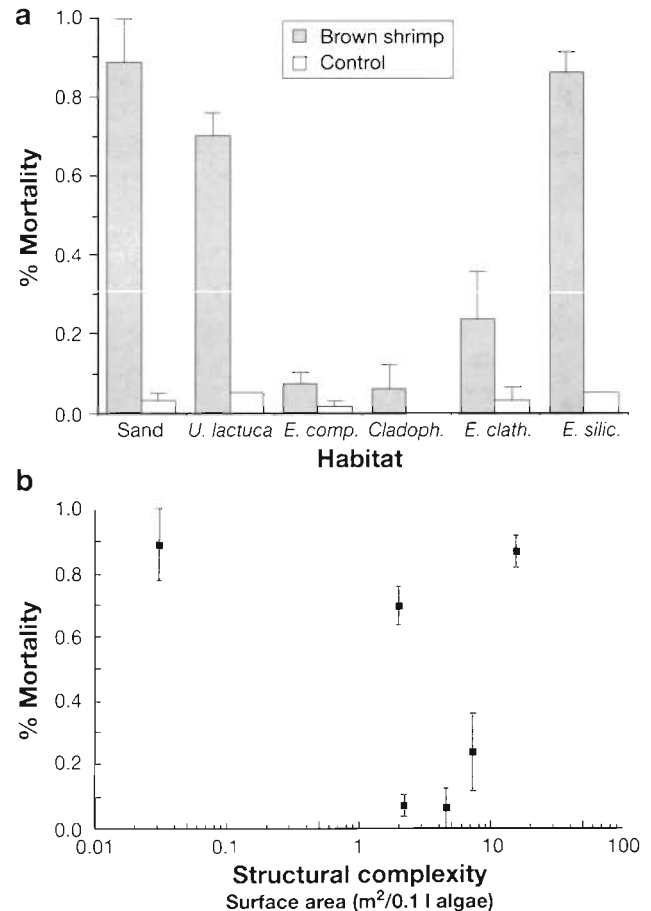 a
1.0
0.8
0.6
0.4
0.2
0.0
% Mortality
Brown shrimp
Control
Sand U. lactuca E. comp. Cladoph. E. clath. E. silic.
Habitat
b
1.0
0.8
0.6
0.4
0.2
0.0
% Mortality
0.01 0.1 1 10 100
Structural complexity
Surface area (m²/0.1 l algae)